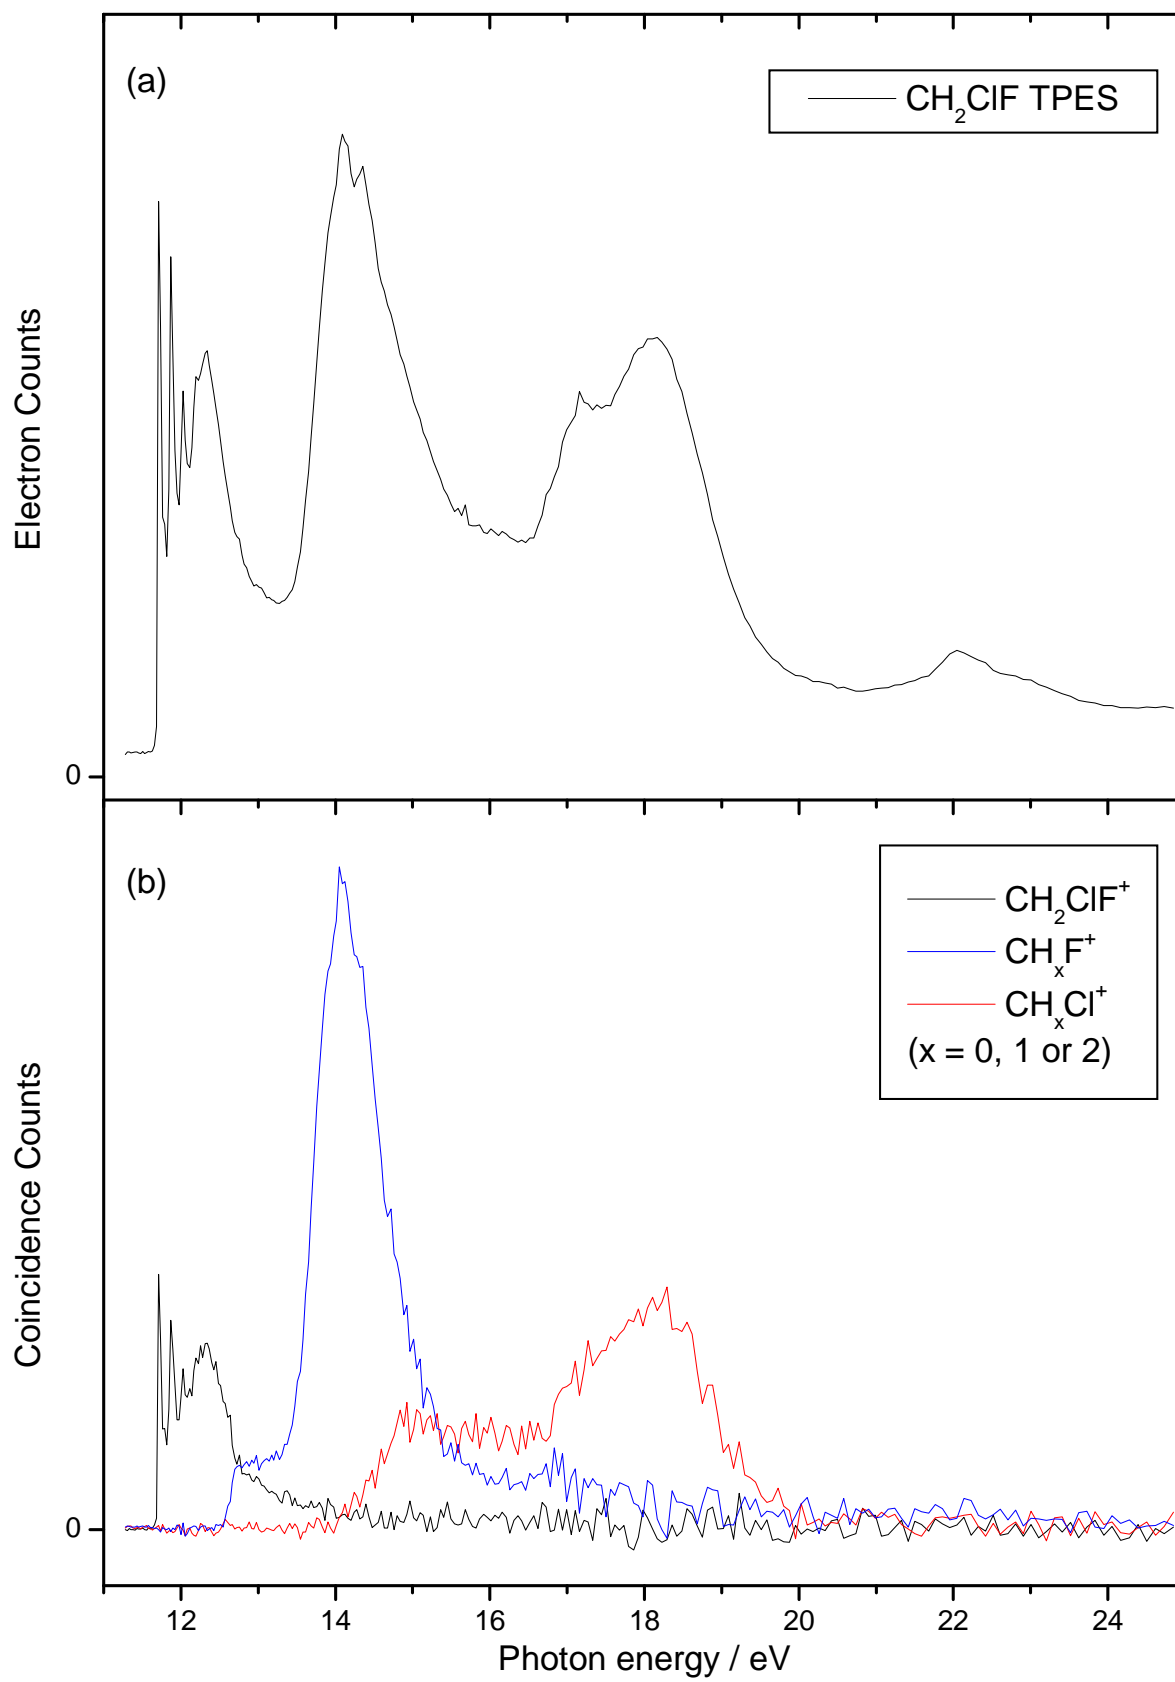 (a)
CH₂ClF TPES
Electron Counts
0
(b)
CH₂ClF⁺
CHₓF⁺
CHₓCl⁺
(x = 0, 1 or 2)
Coincidence Counts
0
12 14 16 18 20 22 24
Photon energy / eV